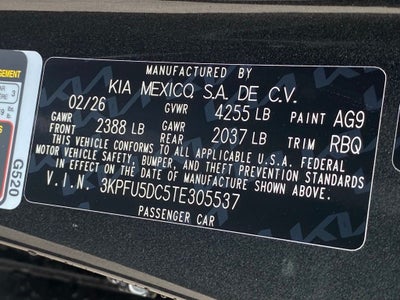 MANUFACTURED BY
KIA MEXICO, S.A. DE C.V.
02/26 GVWR 4255 LB PAINT AG9
GAWR FRONT 2388 LB GAWR REAR 2037 LB TRIM RBQ
THIS VEHICLE CONFORMS TO ALL APPLICABLE U.S.A. FEDERAL
MOTOR VEHICLE SAFETY, BUMPER, AND THEFT PREVENTION STANDARDS
IN EFFECT ON THE DATE OF MANUFACTURE SHOWN ABOVE.
V.I.N. 3KPFU5DC5TE305537
PASSENGER CAR
G520